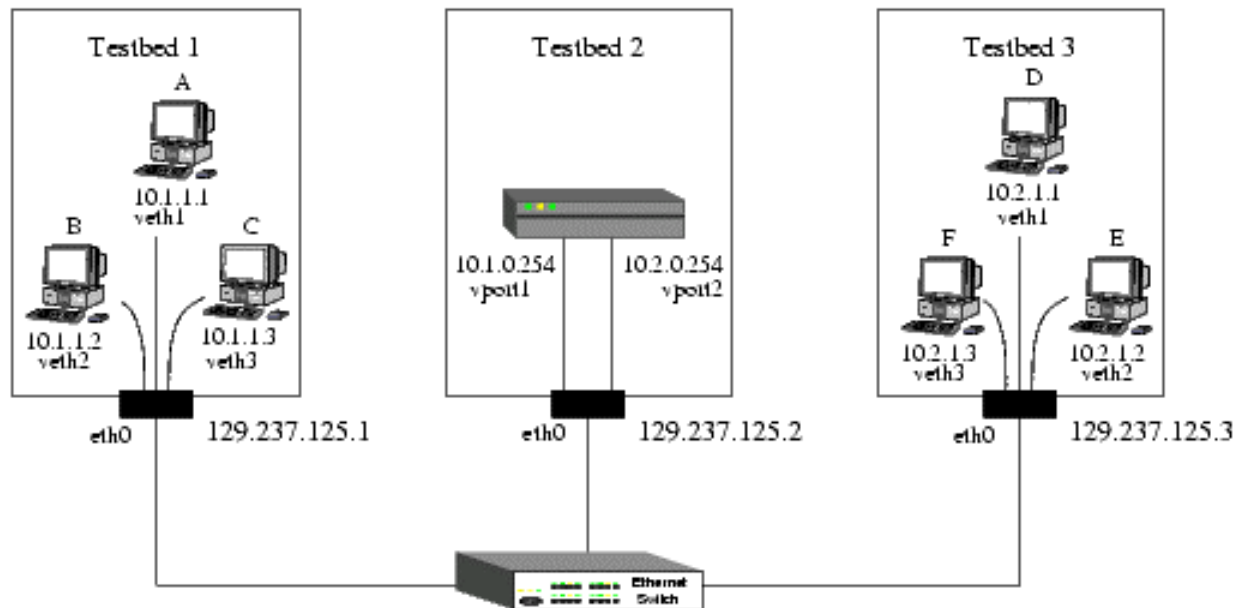 Testbed 1
A
10.1.1.1
veth1
B
C
10.1.1.2
veth2
10.1.1.3
veth3
eth0
129.237.125.1
Testbed 2
10.1.0.254
vport1
10.2.0.254
vport2
eth0
129.237.125.2
Testbed 3
D
10.2.1.1
veth1
F
E
10.2.1.3
veth3
10.2.1.2
veth2
eth0
129.237.125.3
Ethernet
Switch